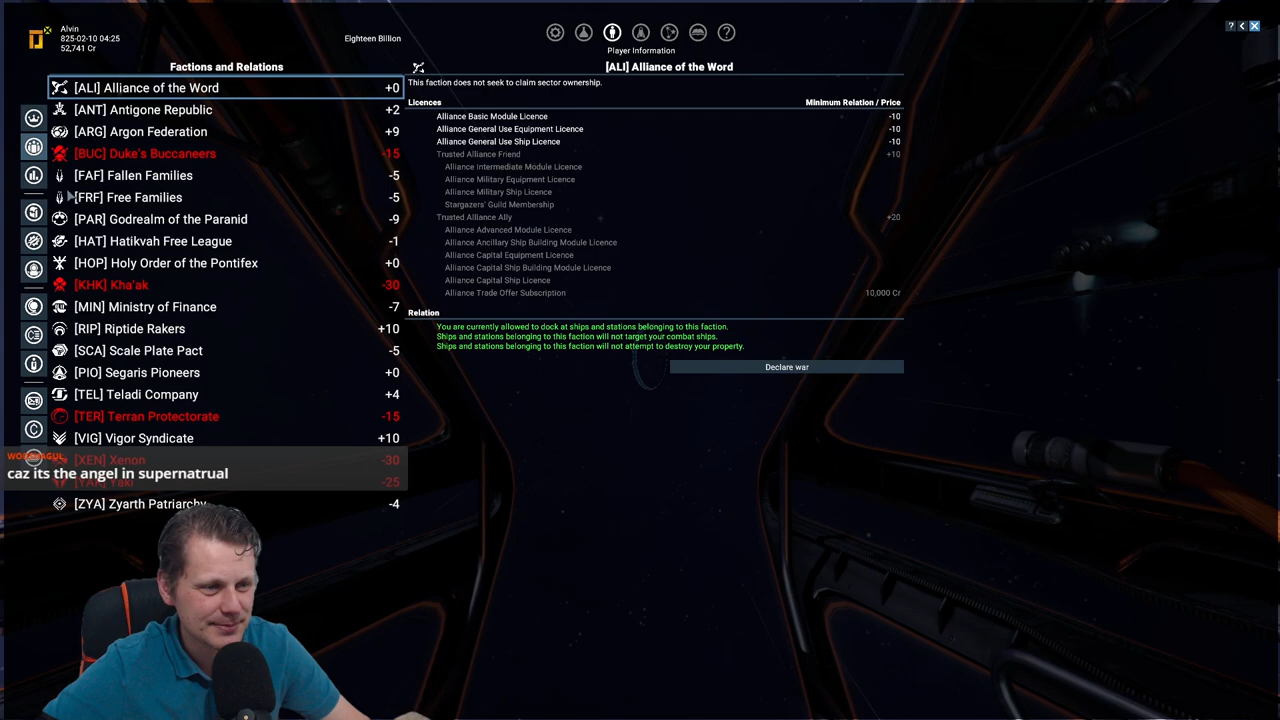 Alvin
825-02-10 04:25
52,741 Cr
Eighteen Billion
Player Information
?
Factions and Relations
[ALI] Alliance of the Word +0
[ANT] Antigone Republic +2
[ARG] Argon Federation +9
[BUC] Duke's Buccaneers -15
[FAF] Fallen Families -5
[FRF] Free Families -5
[PAR] Godrealm of the Paranid -9
[HAT] Hatikvah Free League -1
[HOP] Holy Order of the Pontifex +0
[KHK] Kha'ak -30
[MIN] Ministry of Finance -7
[RIP] Riptide Rakers +10
[SCA] Scale Plate Pact -5
[PIO] Segaris Pioneers +0
[TEL] Teladi Company +4
[TER] Terran Protectorate -15
[VIG] Vigor Syndicate +10
[XEN] Xenon -30
caz its the angel in supernatrual
[YAK] Yaki -25
[ZYA] Zyarth Patriarchy -4
[ALI] Alliance of the Word
This faction does not seek to claim sector ownership.
Licences Minimum Relation / Price
Alliance Basic Module Licence -10
Alliance General Use Equipment Licence -10
Alliance General Use Ship Licence -10
Trusted Alliance Friend +10
Alliance Intermediate Module Licence
Alliance Military Equipment Licence
Alliance Military Ship Licence
Stargazers' Guild Membership
Trusted Alliance Ally +20
Alliance Advanced Module Licence
Alliance Ancillary Ship Building Module Licence
Alliance Capital Equipment Licence
Alliance Capital Ship Building Module Licence
Alliance Capital Ship Licence
Alliance Trade Offer Subscription 10,000 Cr
Relation
You are currently allowed to dock at ships and stations belonging to this faction.
Ships and stations belonging to this faction will not target your combat ships.
Ships and stations belonging to this faction will not attempt to destroy your property.
Declare war